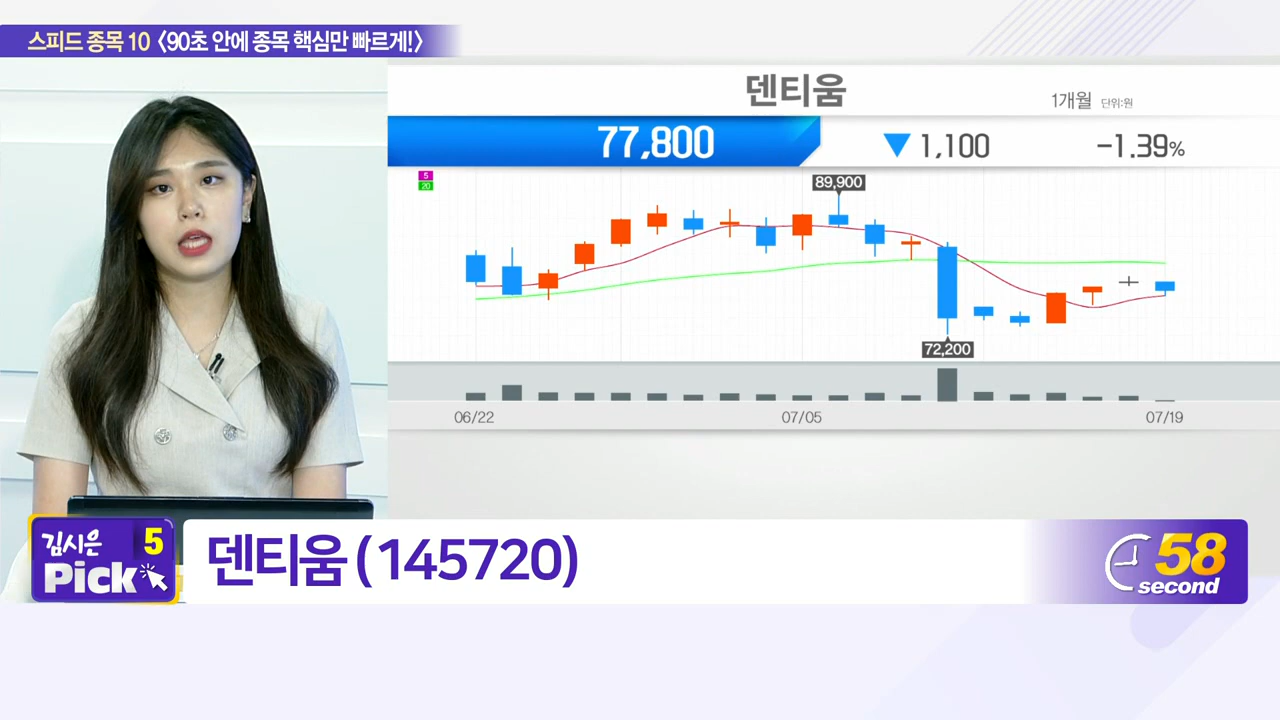 스피드 종목 10 〈90초 안에 종목 핵심만 빠르게!〉
덴티움
1개월 단위:원
77,800 ▼ 1,100 -1.39%
5
20
89,900
72,200
06/22 07/05 07/19
김시은 5
Pick
덴티움 (145720)
58
second